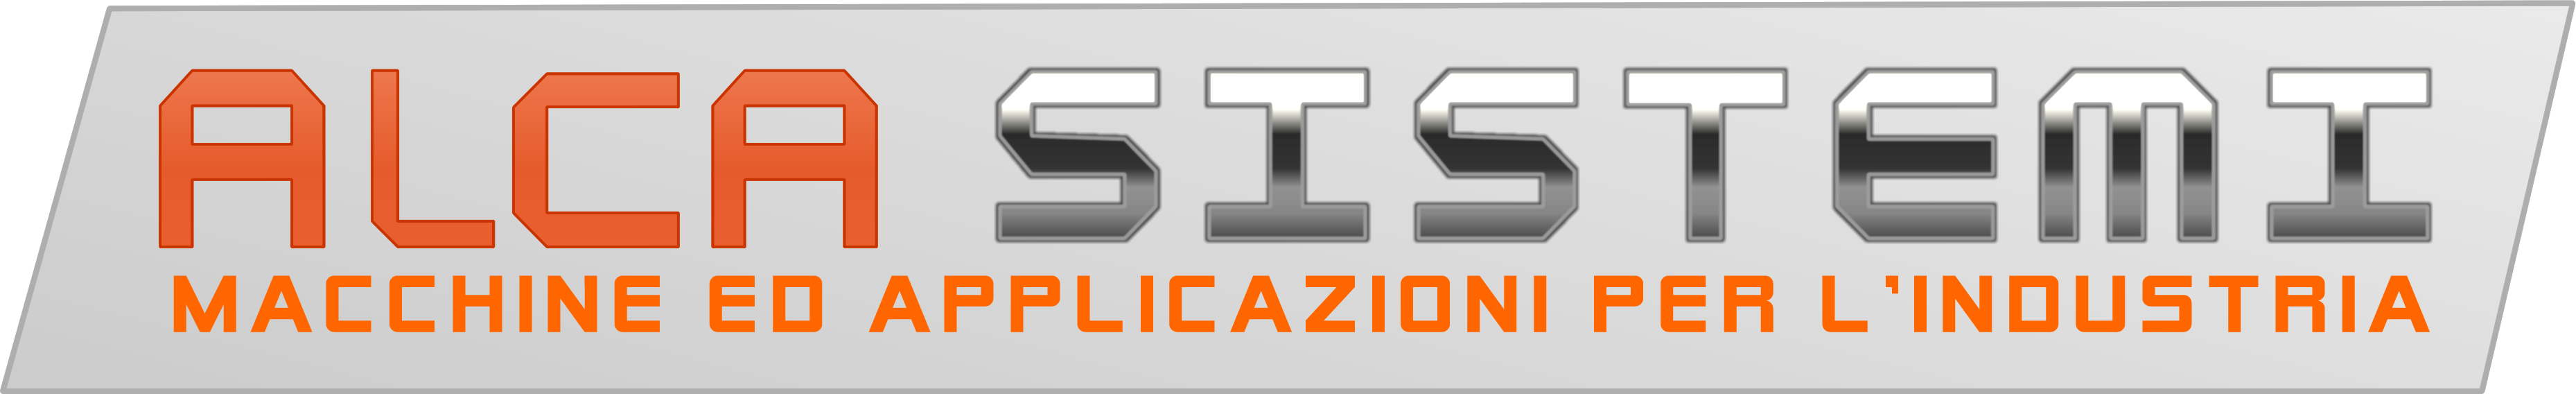 ALCA SISTEMI
MACCHINE ED APPLICAZIONI PER L'INDUSTRIA